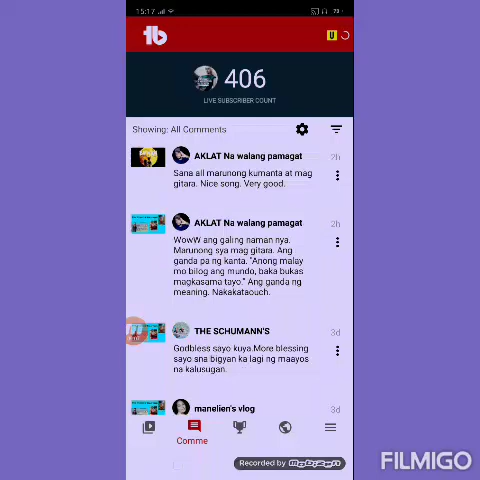 15:17
73
tb
U
406
LIVE SUBSCRIBER COUNT
Showing: All Comments
AKLAT Na walang pamagat
2h
Sana all marunong kumanta at mag
gitara. Nice song. Very good.
AKLAT Na walang pamagat
2h
WowW ang galing naman nya.
Marunong sya mag gitara. Ang
ganda pa ng kanta. "Anong malay
mo bilog ang mundo, baka bukas
magkasama tayo." Ang ganda ng
meaning. Nakakataouch.
THE SCHUMANN'S
3d
Godbless sayo kuya.More blessing
sayo sna bigyan ka lagi ng maayos
na kalusugan.
manelien's vlog
3d
Comme
Recorded by mobizen
FILMIGO